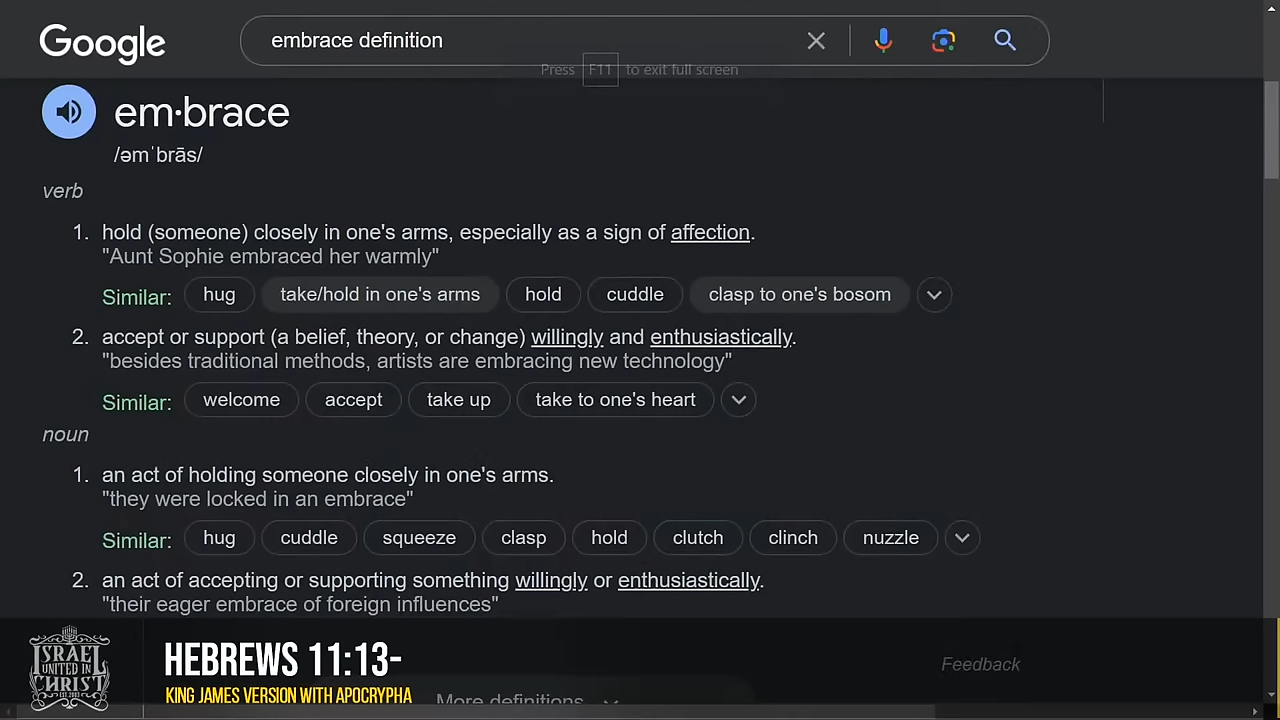 Google
embrace definition
Press F11 to exit full screen
em·brace
/əmˈbrās/
verb
1. hold (someone) closely in one's arms, especially as a sign of affection.
"Aunt Sophie embraced her warmly"
Similar: hug take/hold in one's arms hold cuddle clasp to one's bosom
2. accept or support (a belief, theory, or change) willingly and enthusiastically.
"besides traditional methods, artists are embracing new technology"
Similar: welcome accept take up take to one's heart
noun
1. an act of holding someone closely in one's arms.
"they were locked in an embrace"
Similar: hug cuddle squeeze clasp hold clutch clinch nuzzle
2. an act of accepting or supporting something willingly or enthusiastically.
"their eager embrace of foreign influences"
ISRAEL
UNITED IN
CHRIST
EST. 2003
HEBREWS 11:13-
KING JAMES VERSION WITH APOCRYPHA
Feedback
More definitions